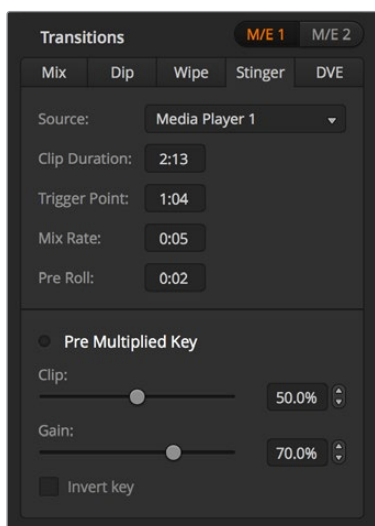 Transitions M/E 1 M/E 2
Mix Dip Wipe Stinger DVE
Source: Media Player 1
Clip Duration: 2:13
Trigger Point: 1:04
Mix Rate: 0:05
Pre Roll: 0:02
Pre Multiplied Key
Clip:
50.0%
Gain:
70.0%
Invert key